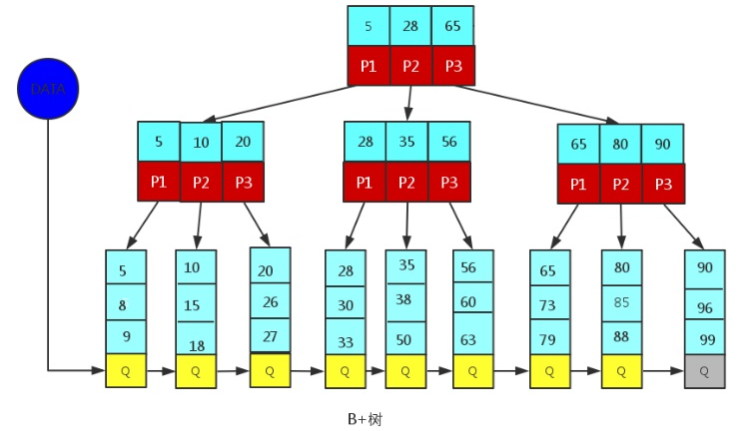 5 28 65
P1 P2 P3
DATA
5 10 20
28 35 56
65 80 90
P1 P2 P3
P1 P2 P3
P1 P2 P3
5 10 20 28 35 56 65 80 90
8 15 26 30 38 60 73 85 96
9 18 27 33 50 63 79 88 99
Q Q Q Q Q Q Q Q Q
B+树